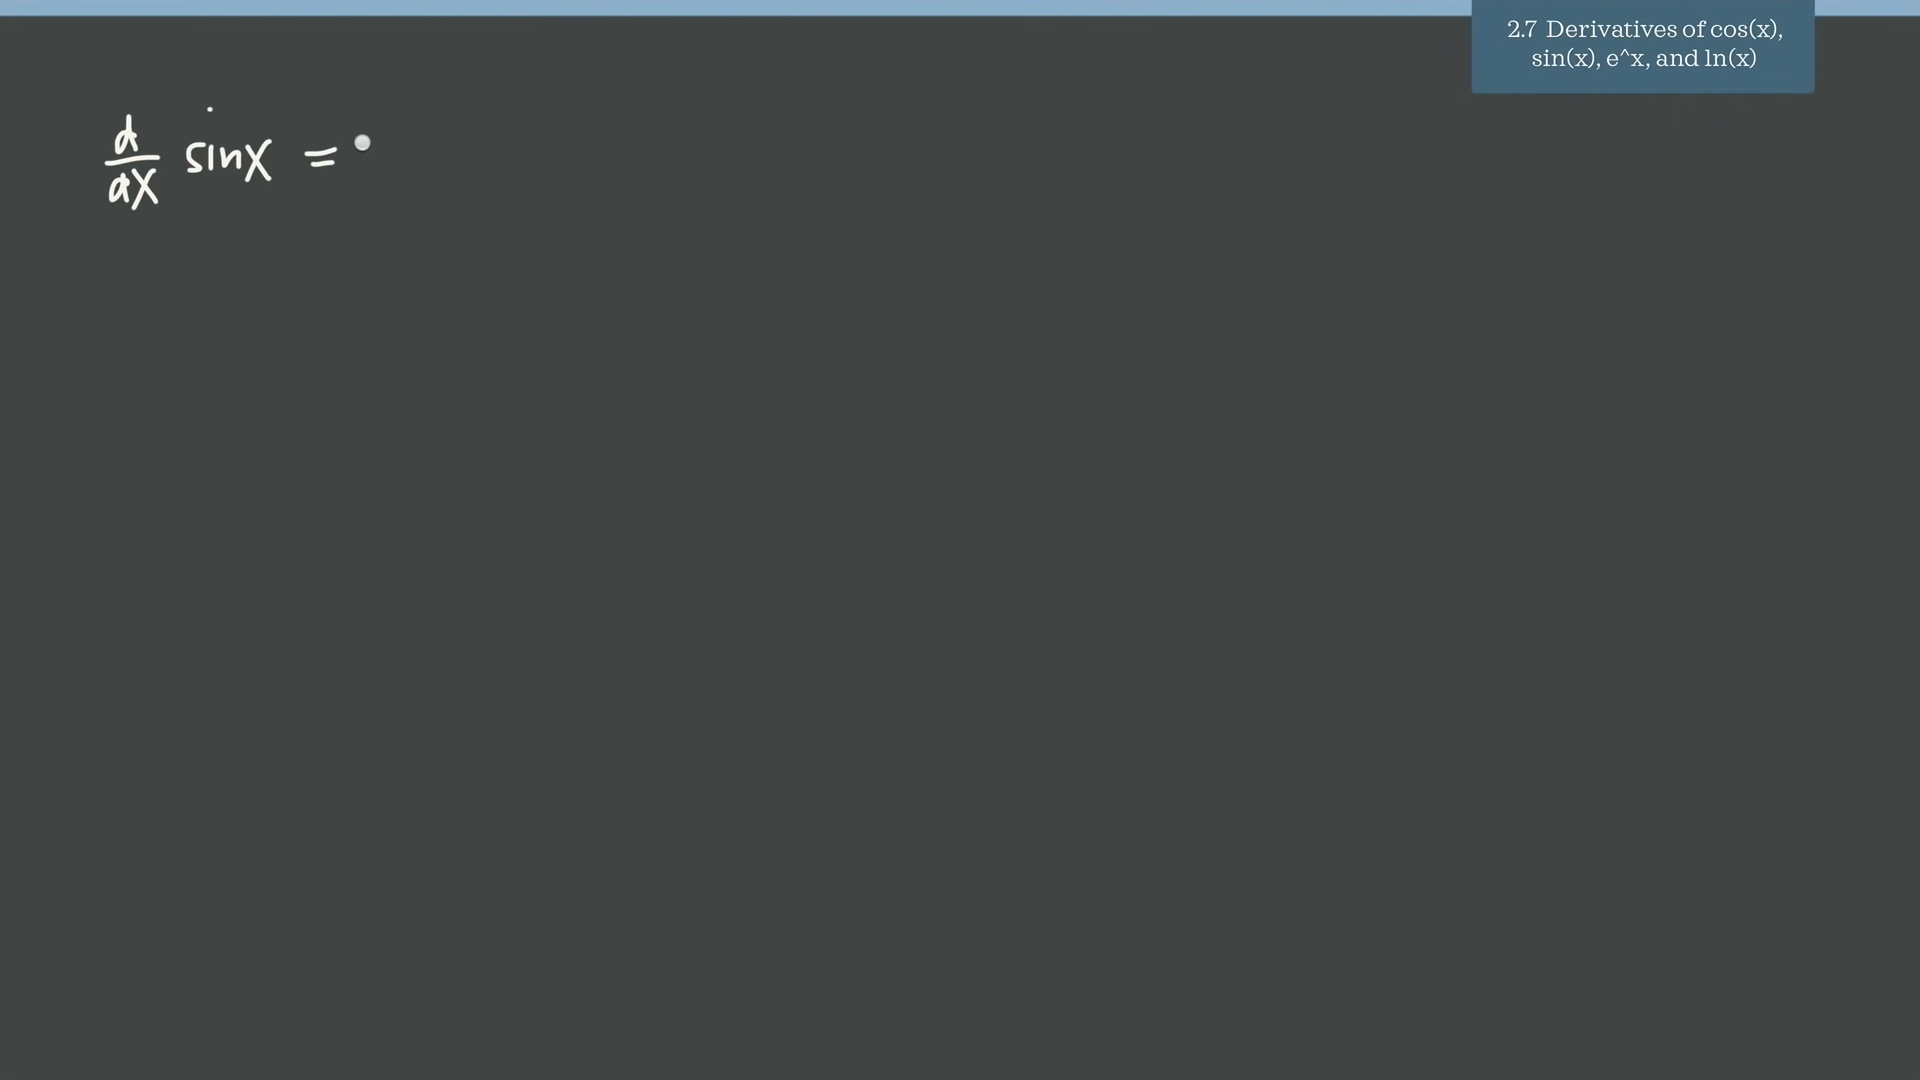 2.7 Derivatives of cos(x),
sin(x), e^x, and ln(x)
d/dx sinx =